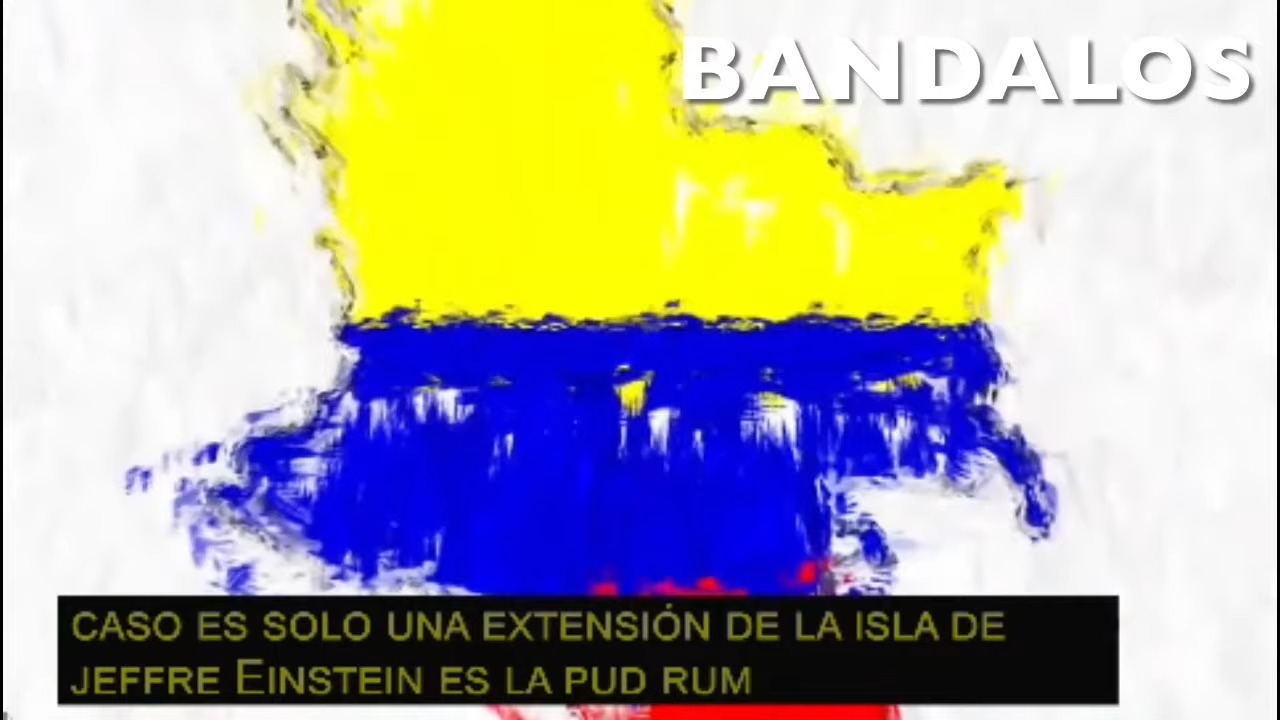 BANDALOS
CASO ES SOLO UNA EXTENSIÓN DE LA ISLA DE
JEFFRE EINSTEIN ES LA PUD RUM